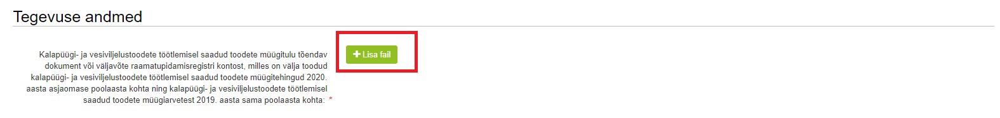 Tegevuse andmed
Kalapüügi- ja vesiviljelustoodete töötlemisel saadud toodete müügitulu tõendav
dokument või väljavõte raamatupidamisregistri kontost, milles on välja toodud
kalapüügi- ja vesiviljelustoodete töötlemisel saadud toodete müügitehingud 2020.
aasta asjaomase poolaasta kohta ning kalapüügi- ja vesiviljelustoodete töötlemisel
saadud toodete müügiarvetest 2019. aasta sama poolaasta kohta: *
+ Lisa fail